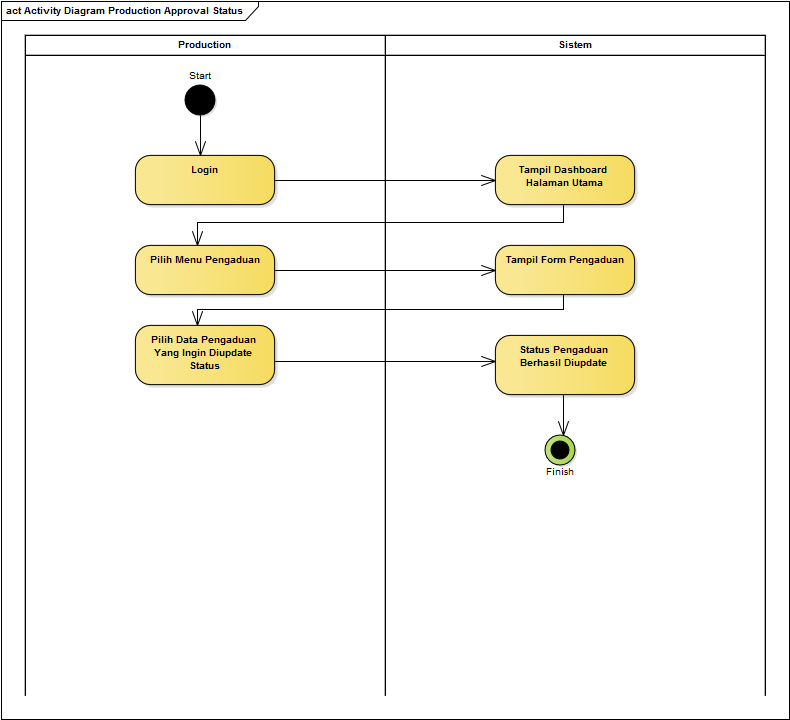 act Activity Diagram Production Approval Status
Production
Sistem
Start
Login
Tampil Dashboard
Halaman Utama
Pilih Menu Pengaduan
Tampil Form Pengaduan
Pilih Data Pengaduan
Yang Ingin Diupdate
Status
Status Pengaduan
Berhasil Diupdate
Finish